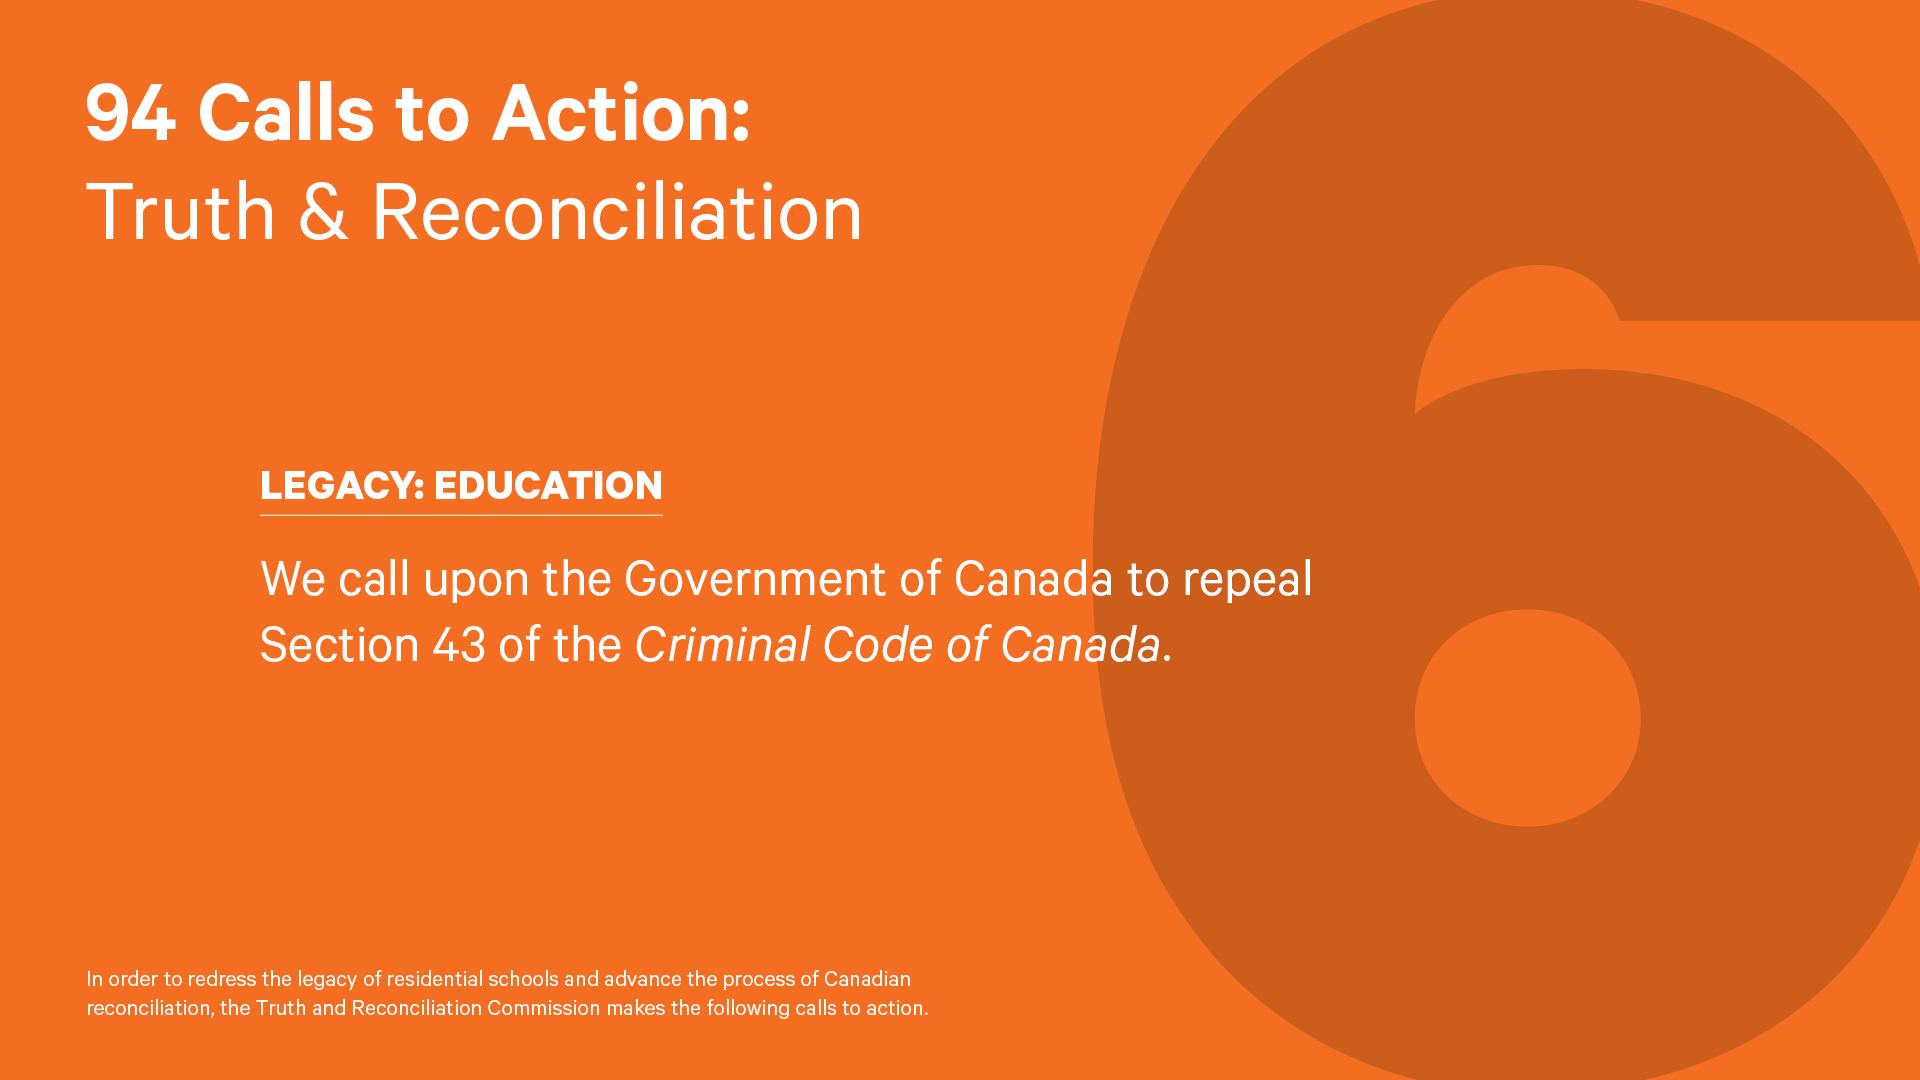 94 Calls to Action:
Truth & Reconciliation
6
LEGACY: EDUCATION
We call upon the Government of Canada to repeal
Section 43 of the Criminal Code of Canada.
In order to redress the legacy of residential schools and advance the process of Canadian
reconciliation, the Truth and Reconciliation Commission makes the following calls to action.